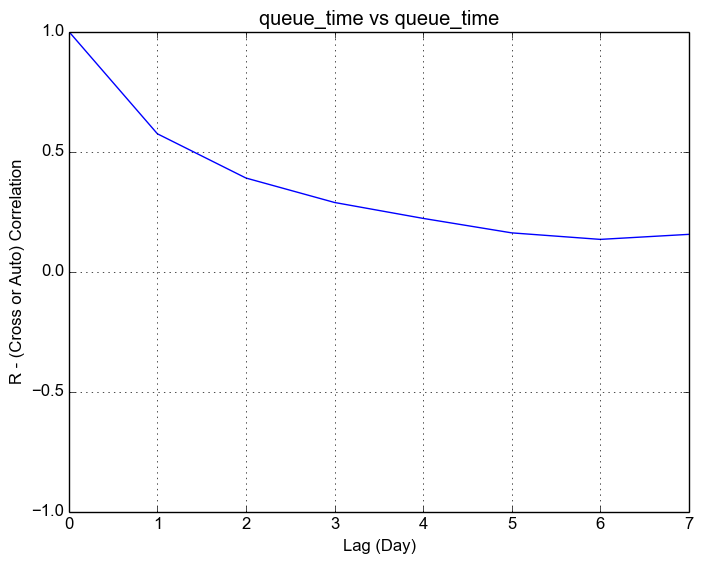 queue_time vs queue_time
1.0
0.5
0.0
−0.5
−1.0
R - (Cross or Auto) Correlation
0 1 2 3 4 5 6 7
Lag (Day)